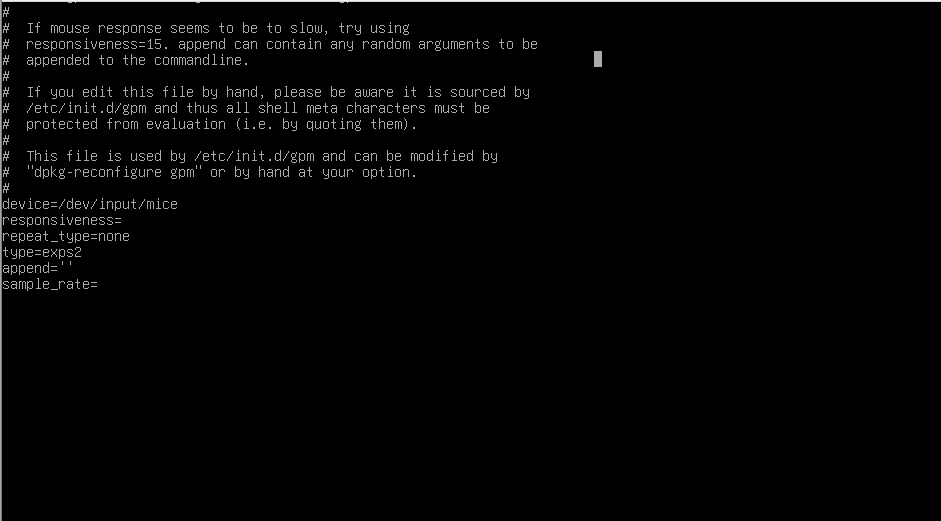 #
#  If mouse response seems to be to slow, try using
#  responsiveness=15. append can contain any random arguments to be
#  appended to the commandline.
#
#  If you edit this file by hand, please be aware it is sourced by
#  /etc/init.d/gpm and thus all shell meta characters must be
#  protected from evaluation (i.e. by quoting them).
#
#  This file is used by /etc/init.d/gpm and can be modified by
#  "dpkg-reconfigure gpm" or by hand at your option.
#
device=/dev/input/mice
responsiveness=
repeat_type=none
type=exps2
append=''
sample_rate=